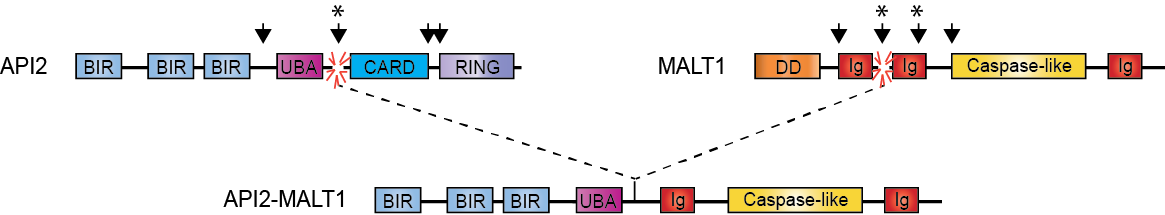 * * *
API2 BIR BIR BIR UBA CARD RING MALT1 DD Ig Ig Caspase-like Ig
API2-MALT1 BIR BIR BIR UBA Ig Caspase-like Ig